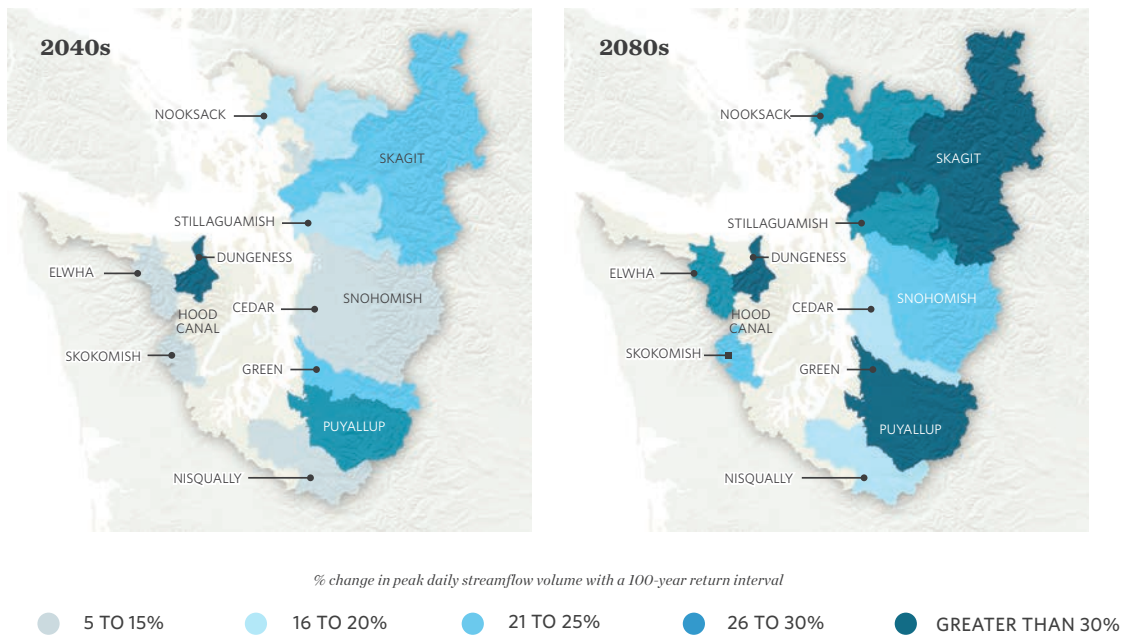 2040s
NOOKSACK
SKAGIT
STILLAGUAMISH
DUNGENESS
ELWHA
CEDAR
SNOHOMISH
HOOD
CANAL
SKOKOMISH
GREEN
PUYALLUP
NISQUALLY
2080s
NOOKSACK
SKAGIT
STILLAGUAMISH
DUNGENESS
ELWHA
CEDAR
SNOHOMISH
HOOD
CANAL
SKOKOMISH
GREEN
PUYALLUP
NISQUALLY
% change in peak daily streamflow volume with a 100-year return interval
5 TO 15%
16 TO 20%
21 TO 25%
26 TO 30%
GREATER THAN 30%